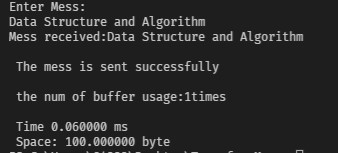 Enter Mess:
Data Structure and Algorithm
Mess received:Data Structure and Algorithm
The mess is sent successfully
the num of buffer usage:1times
Time 0.060000 ms
Space: 100.000000 byte